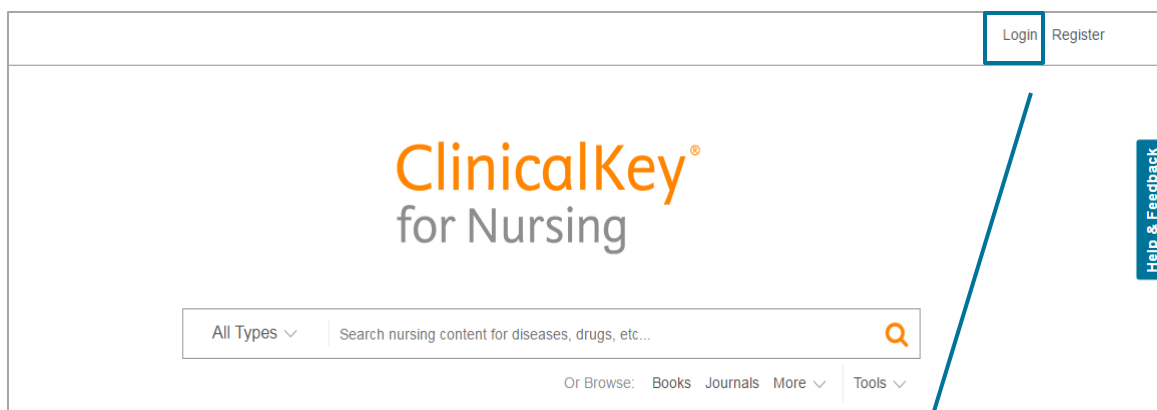 Login Register
ClinicalKey®
for Nursing
Help & Feedback
All Types Search nursing content for diseases, drugs, etc...
Or Browse: Books Journals More Tools